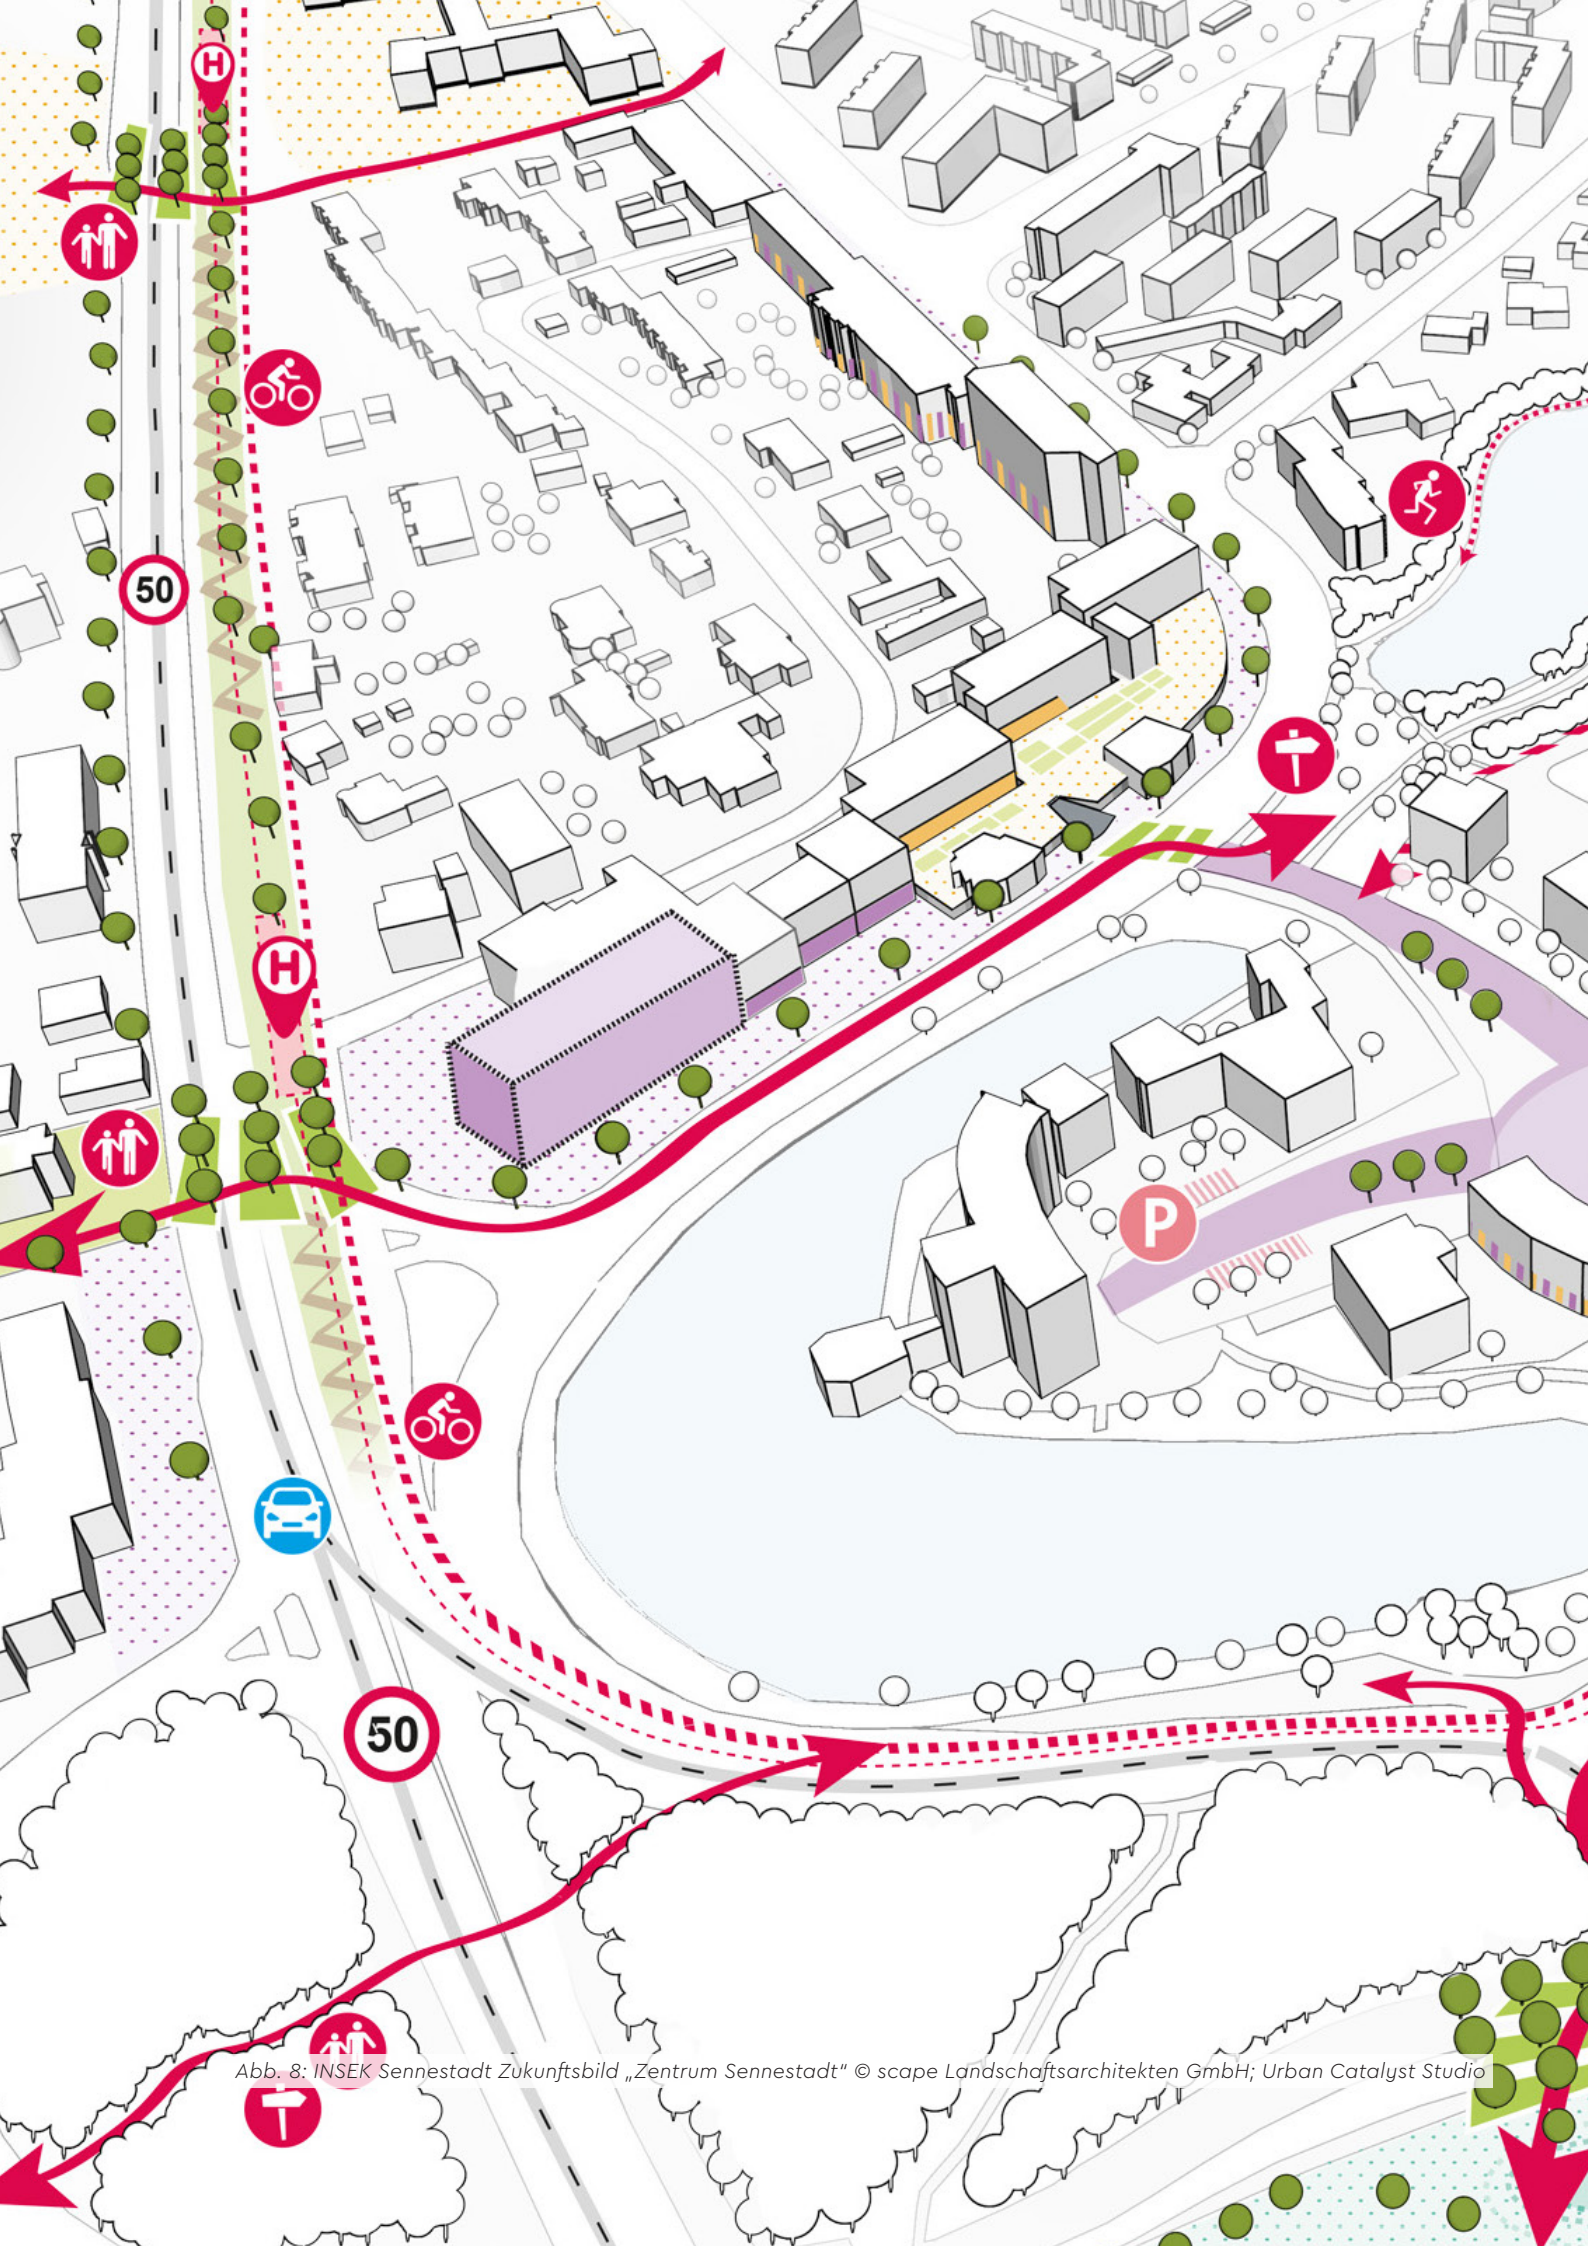 H
50
H
P
50
Abb. 8: INSEK Sennestadt Zukunftsbild „Zentrum Sennestadt“ © scape Landschaftsarchitekten GmbH; Urban Catalyst Studio